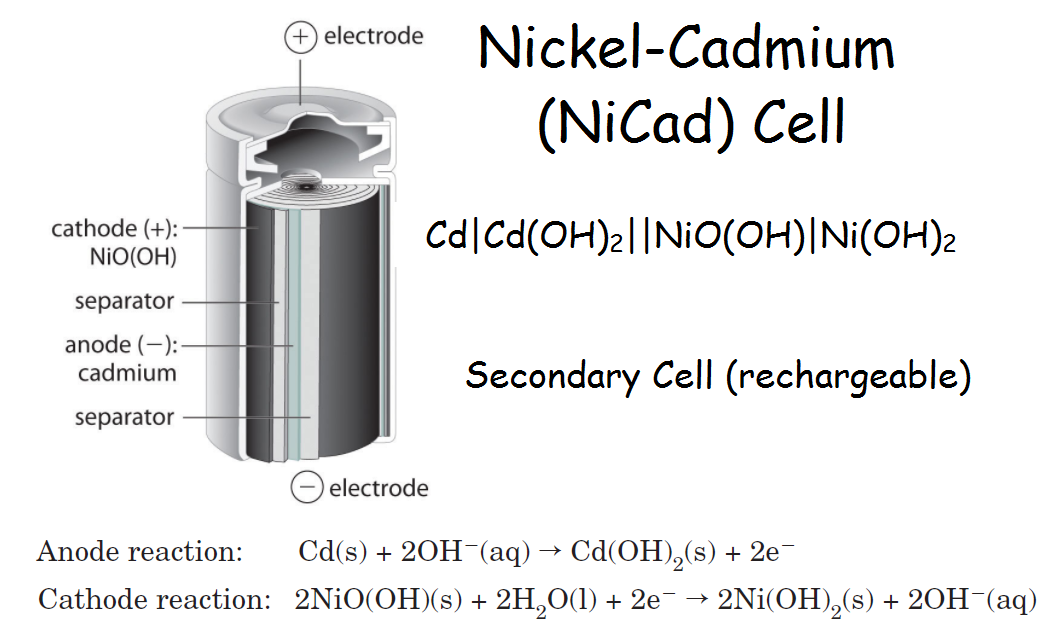 ⊕ electrode
Nickel-Cadmium
(NiCad) Cell
cathode (+):
NiO(OH)
Cd|Cd(OH)₂||NiO(OH)|Ni(OH)₂
separator
anode (−):
cadmium
Secondary Cell (rechargeable)
separator
⊖ electrode
Anode reaction: Cd(s) + 2OH⁻(aq) → Cd(OH)₂(s) + 2e⁻
Cathode reaction: 2NiO(OH)(s) + 2H₂O(l) + 2e⁻ → 2Ni(OH)₂(s) + 2OH⁻(aq)